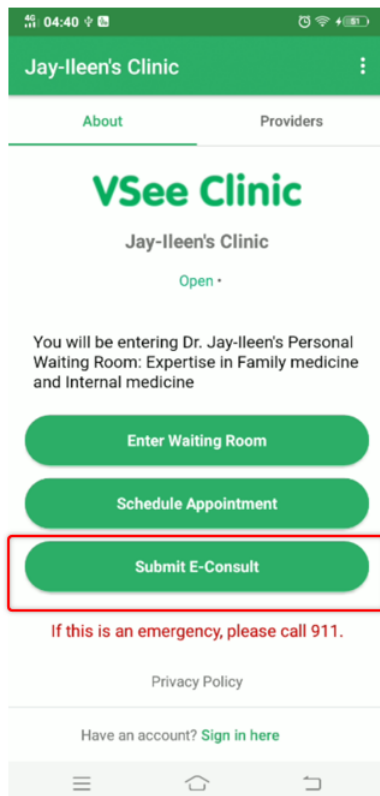 4G 04:40 51
Jay-Ileen's Clinic
About Providers
VSee Clinic
Jay-Ileen's Clinic
Open •
You will be entering Dr. Jay-Ileen's Personal
Waiting Room: Expertise in Family medicine
and Internal medicine
Enter Waiting Room
Schedule Appointment
Submit E-Consult
If this is an emergency, please call 911.
Privacy Policy
Have an account? Sign in here